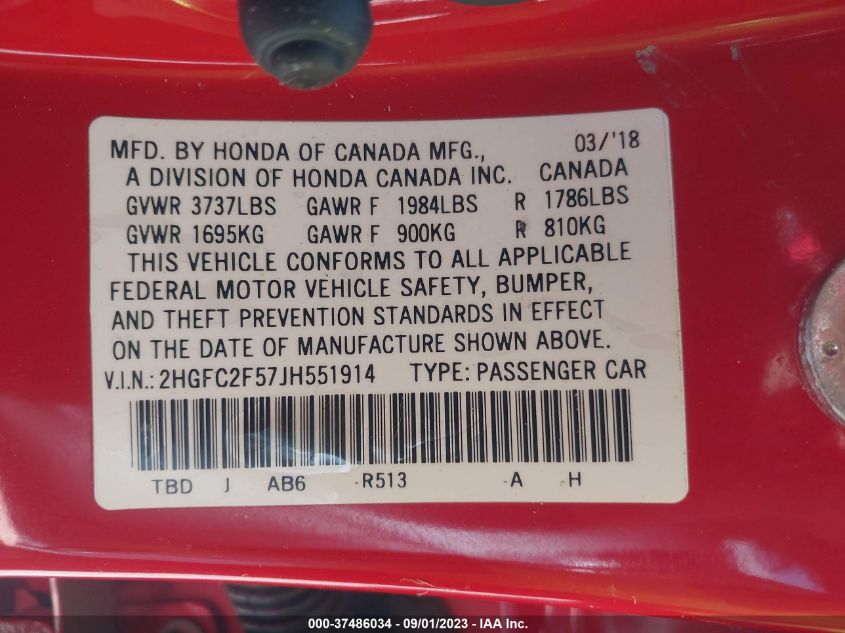 MFD. BY HONDA OF CANADA MFG., 03/'18
A DIVISION OF HONDA CANADA INC. CANADA
GVWR 3737LBS GAWR F 1984LBS R 1786LBS
GVWR 1695KG GAWR F 900KG R 810KG
THIS VEHICLE CONFORMS TO ALL APPLICABLE
FEDERAL MOTOR VEHICLE SAFETY, BUMPER,
AND THEFT PREVENTION STANDARDS IN EFFECT
ON THE DATE OF MANUFACTURE SHOWN ABOVE.
V.I.N.: 2HGFC2F57JH551914 TYPE: PASSENGER CAR
TBD J AB6 -R513 -A -H
000-37486034 - 09/01/2023 - IAA Inc.